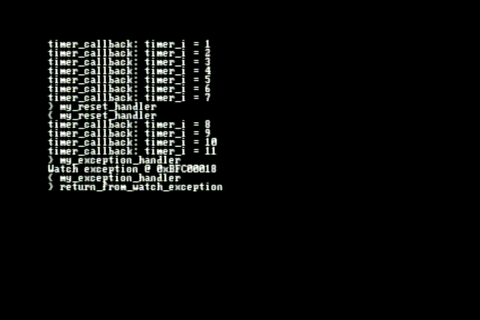 timer_callback: timer_i = 1
timer_callback: timer_i = 2
timer_callback: timer_i = 3
timer_callback: timer_i = 4
timer_callback: timer_i = 5
timer_callback: timer_i = 6
timer_callback: timer_i = 7
} my_reset_handler
{ my_reset_handler
timer_callback: timer_i = 8
timer_callback: timer_i = 9
timer_callback: timer_i = 10
timer_callback: timer_i = 11
} my_exception_handler
Watch exception @ 0xBFC00018
{ my_exception_handler
} return_from_watch_exception